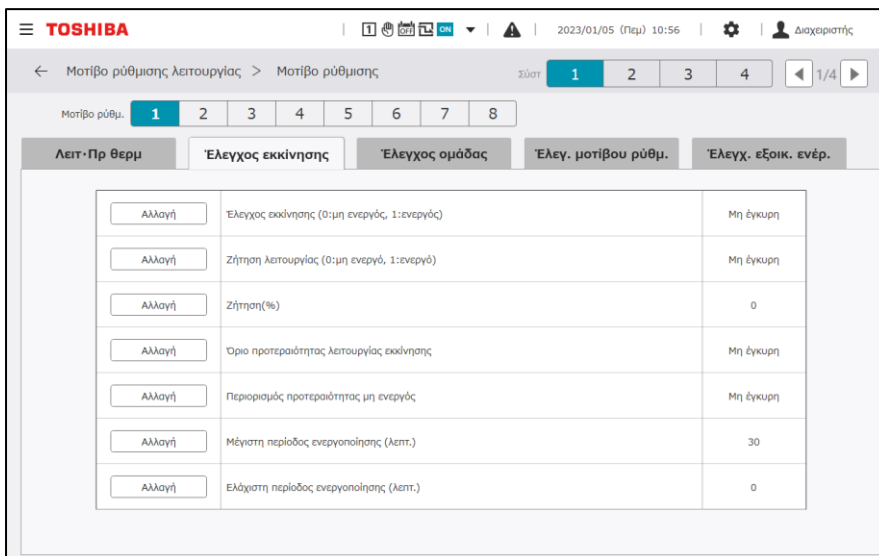 TOSHIBA 1 OFF ON 2023/01/05 (Πεμ) 10:56 Διαχειριστής
Μοτίβο ρύθμισης λειτουργίας > Μοτίβο ρύθμισης Σύστ 1 2 3 4 1/4
Μοτίβο ρύθμ. 1 2 3 4 5 6 7 8
Λειτ·Πρ θερμ Έλεγχος εκκίνησης Έλεγχος ομάδας Έλεγ. μοτίβου ρύθμ. Έλεγχ. εξοικ. ενέρ.
Αλλαγή Έλεγχος εκκίνησης (0:μη ενεργός, 1:ενεργός) Μη έγκυρη
Αλλαγή Ζήτηση λειτουργίας (0:μη ενεργό, 1:ενεργό) Μη έγκυρη
Αλλαγή Ζήτηση(%) 0
Αλλαγή Όριο προτεραιότητας λειτουργίας εκκίνησης Μη έγκυρη
Αλλαγή Περιορισμός προτεραιότητας μη ενεργός Μη έγκυρη
Αλλαγή Μέγιστη περίοδος ενεργοποίησης (λεπτ.) 30
Αλλαγή Ελάχιστη περίοδος ενεργοποίησης (λεπτ.) 0